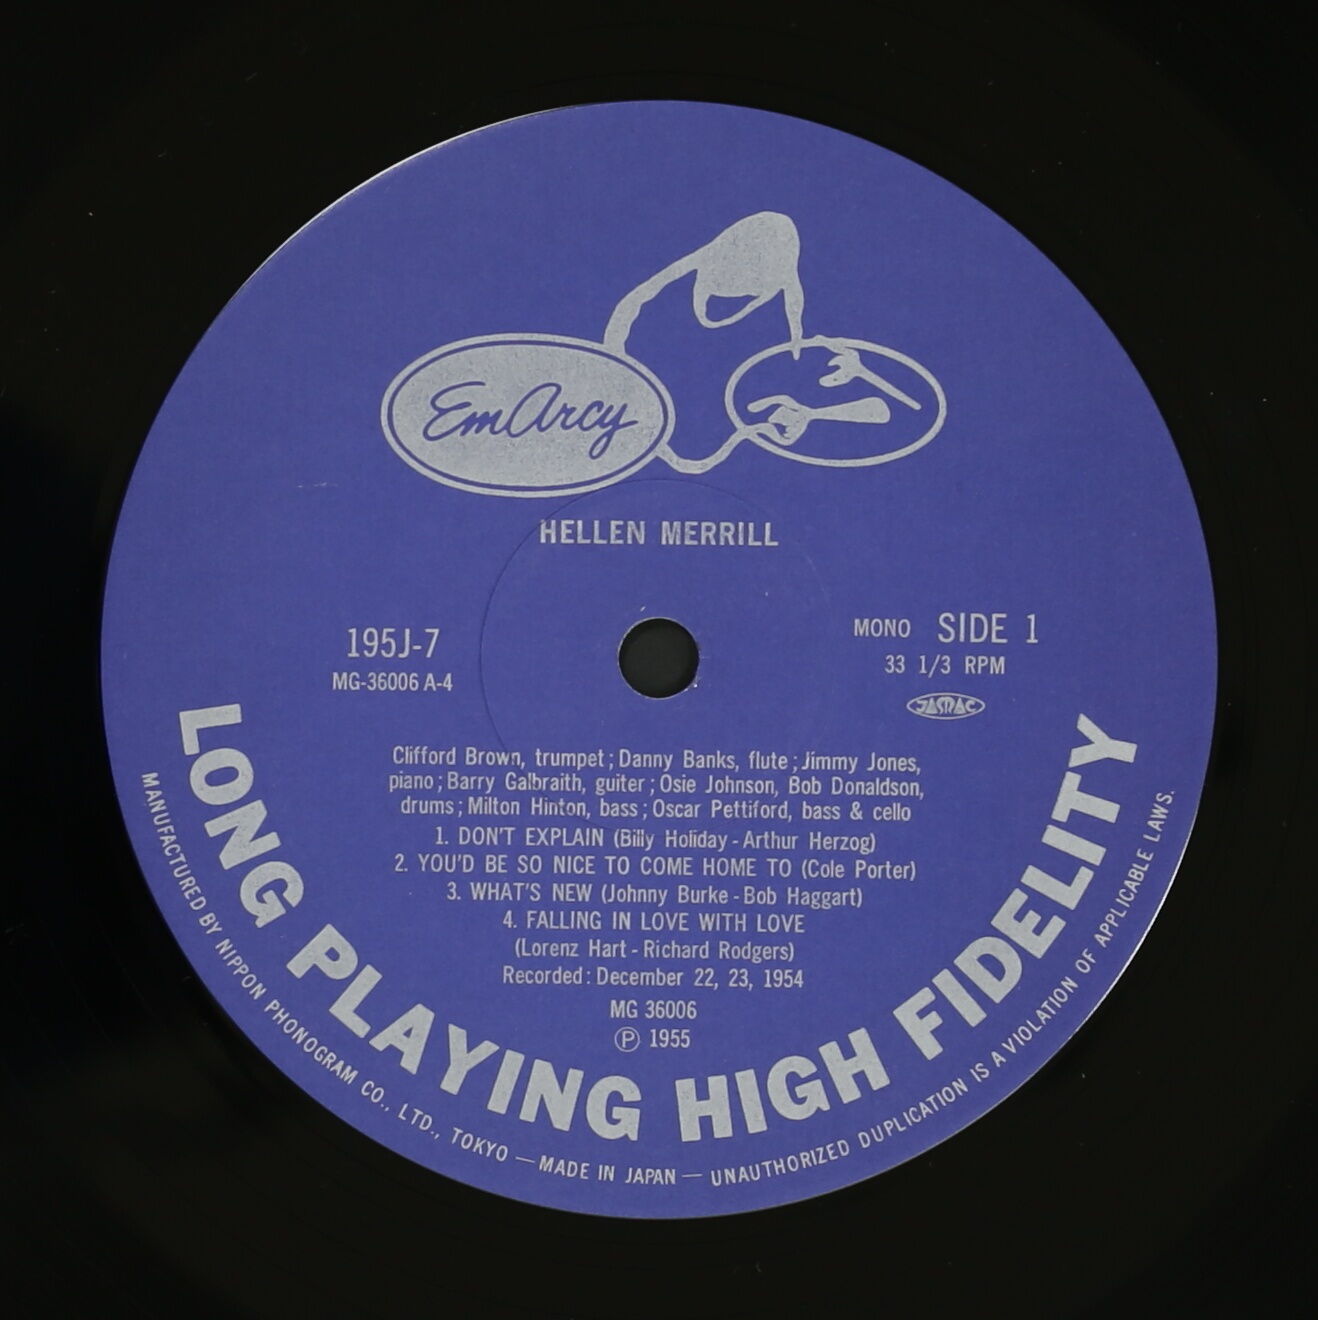 EmArcy
HELLEN MERRILL
195J-7
MG-36006 A-4
MONO SIDE 1
33 1/3 RPM
JASRAC
Clifford Brown, trumpet ; Danny Banks, flute ; Jimmy Jones,
piano ; Barry Galbraith, guiter ; Osie Johnson, Bob Donaldson,
drums ; Milton Hinton, bass ; Oscar Pettiford, bass & cello
1. DON'T EXPLAIN (Billy Holiday - Arthur Herzog)
2. YOU'D BE SO NICE TO COME HOME TO (Cole Porter)
3. WHAT'S NEW (Johnny Burke - Bob Haggart)
4. FALLING IN LOVE WITH LOVE
(Lorenz Hart - Richard Rodgers)
Recorded : December 22, 23, 1954
MG 36006
Ⓟ 1955
LONG PLAYING HIGH FIDELITY
MANUFACTURED BY NIPPON PHONOGRAM CO., LTD., TOKYO — MADE IN JAPAN — UNAUTHORIZED DUPLICATION IS A VIOLATION OF APPLICABLE LAWS.